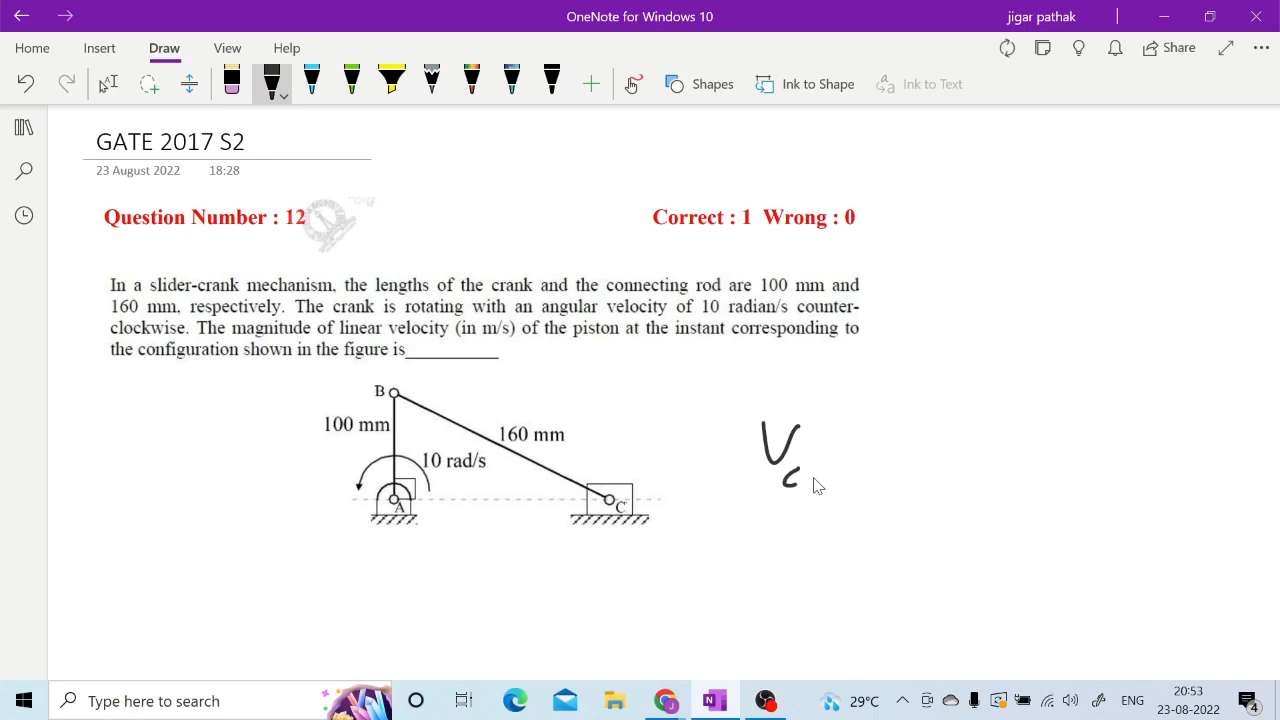 OneNote for Windows 10
jigar pathak
Home Insert Draw View Help
Share
Shapes Ink to Shape Ink to Text
GATE 2017 S2
23 August 2022 18:28
Question Number : 12 Correct : 1 Wrong : 0
In a slider-crank mechanism, the lengths of the crank and the connecting rod are 100 mm and
160 mm, respectively. The crank is rotating with an angular velocity of 10 radian/s counter-
clockwise. The magnitude of linear velocity (in m/s) of the piston at the instant corresponding to
the configuration shown in the figure is__________
B
100 mm
160 mm
10 rad/s
A
C
Vc
Type here to search
29°C
ENG
20:53
23-08-2022
4